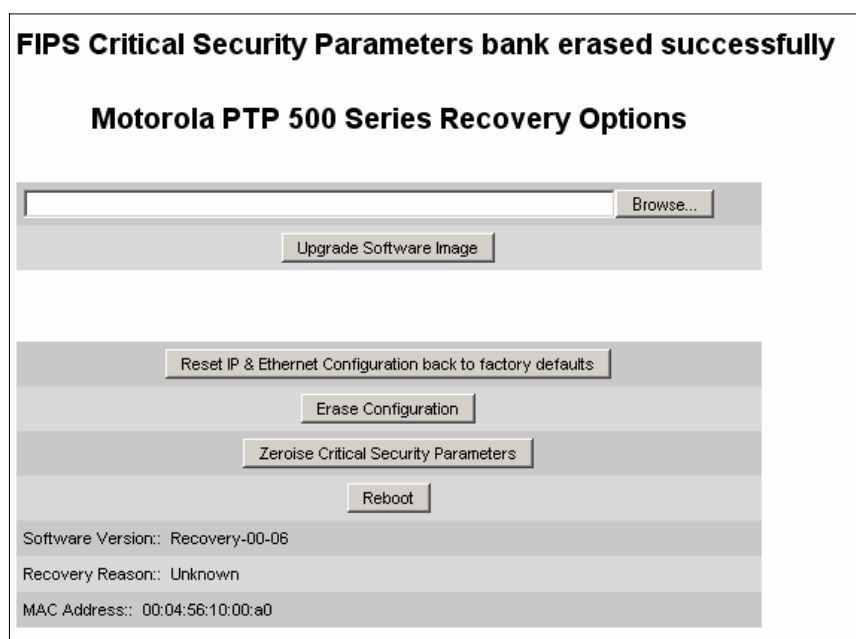 FIPS Critical Security Parameters bank erased successfully
Motorola PTP 500 Series Recovery Options
Browse...
Upgrade Software Image
Reset IP & Ethernet Configuration back to factory defaults
Erase Configuration
Zeroise Critical Security Parameters
Reboot
Software Version:: Recovery-00-06
Recovery Reason:: Unknown
MAC Address:: 00:04:56:10:00:a0